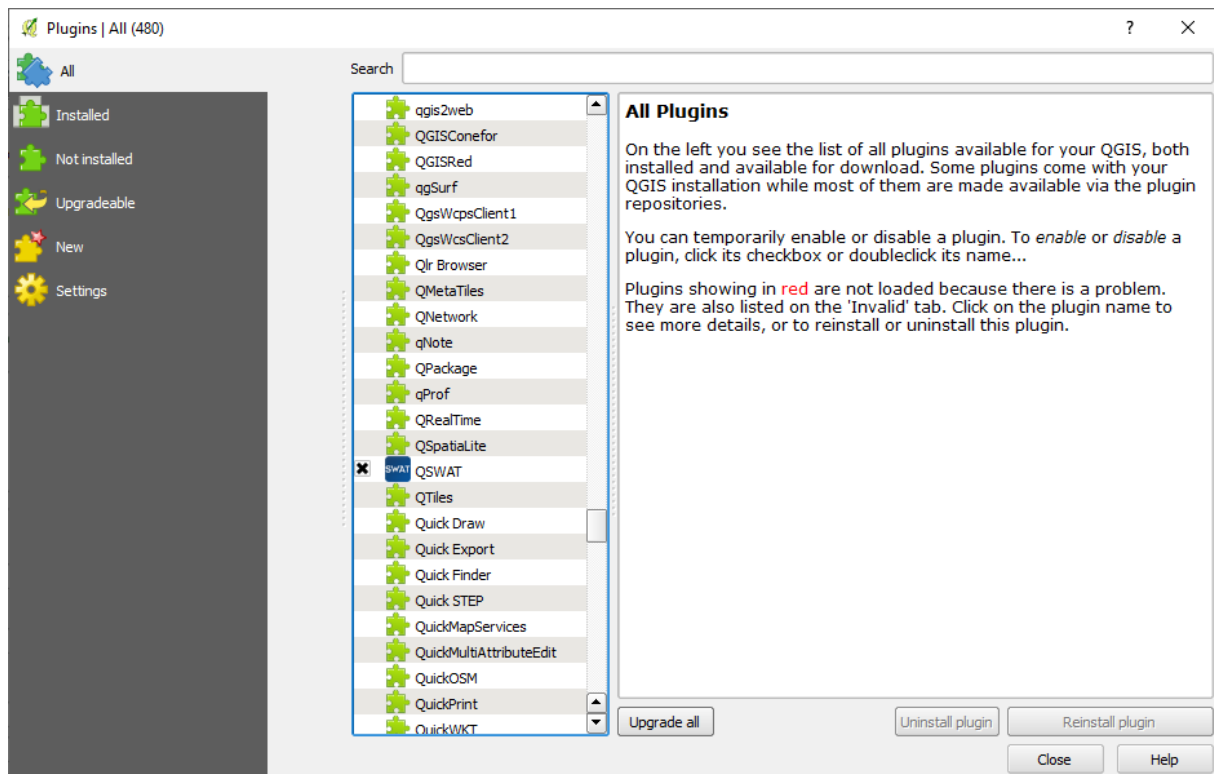 Plugins | All (480)
?
All
Installed
Not installed
Upgradeable
New
Settings
Search
qgis2web
QGISConefor
QGISRed
qgSurf
QgsWcpsClient1
QgsWcsClient2
Qlr Browser
QMetaTiles
QNetwork
qNote
QPackage
qProf
QRealTime
QSpatiaLite
SWAT QSWAT
QTiles
Quick Draw
Quick Export
Quick Finder
Quick STEP
QuickMapServices
QuickMultiAttributeEdit
QuickOSM
QuickPrint
QuickWKT
All Plugins
On the left you see the list of all plugins available for your QGIS, both
installed and available for download. Some plugins come with your
QGIS installation while most of them are made available via the plugin
repositories.
You can temporarily enable or disable a plugin. To enable or disable a
plugin, click its checkbox or doubleclick its name...
Plugins showing in red are not loaded because there is a problem.
They are also listed on the 'Invalid' tab. Click on the plugin name to
see more details, or to reinstall or uninstall this plugin.
Upgrade all
Uninstall plugin
Reinstall plugin
Close
Help